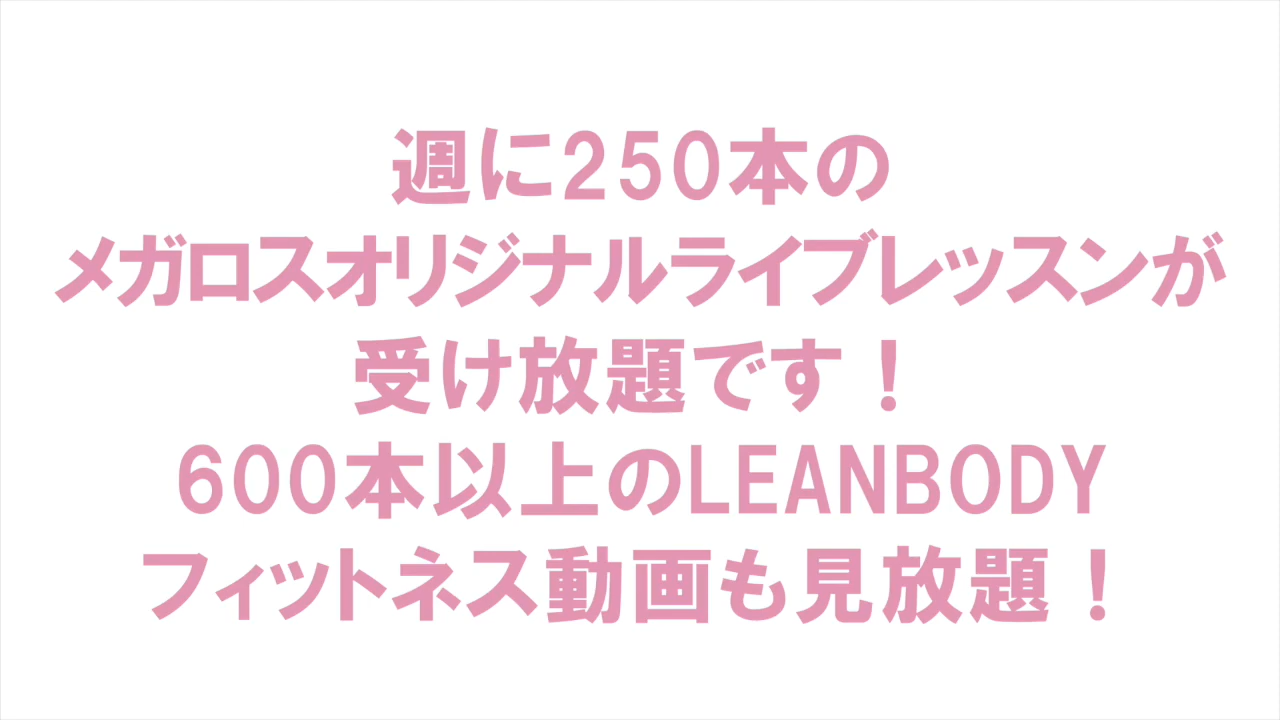 週に250本の
メガロスオリジナルライブレッスンが
受け放題です！
600本以上のLEANBODY
フィットネス動画も見放題！